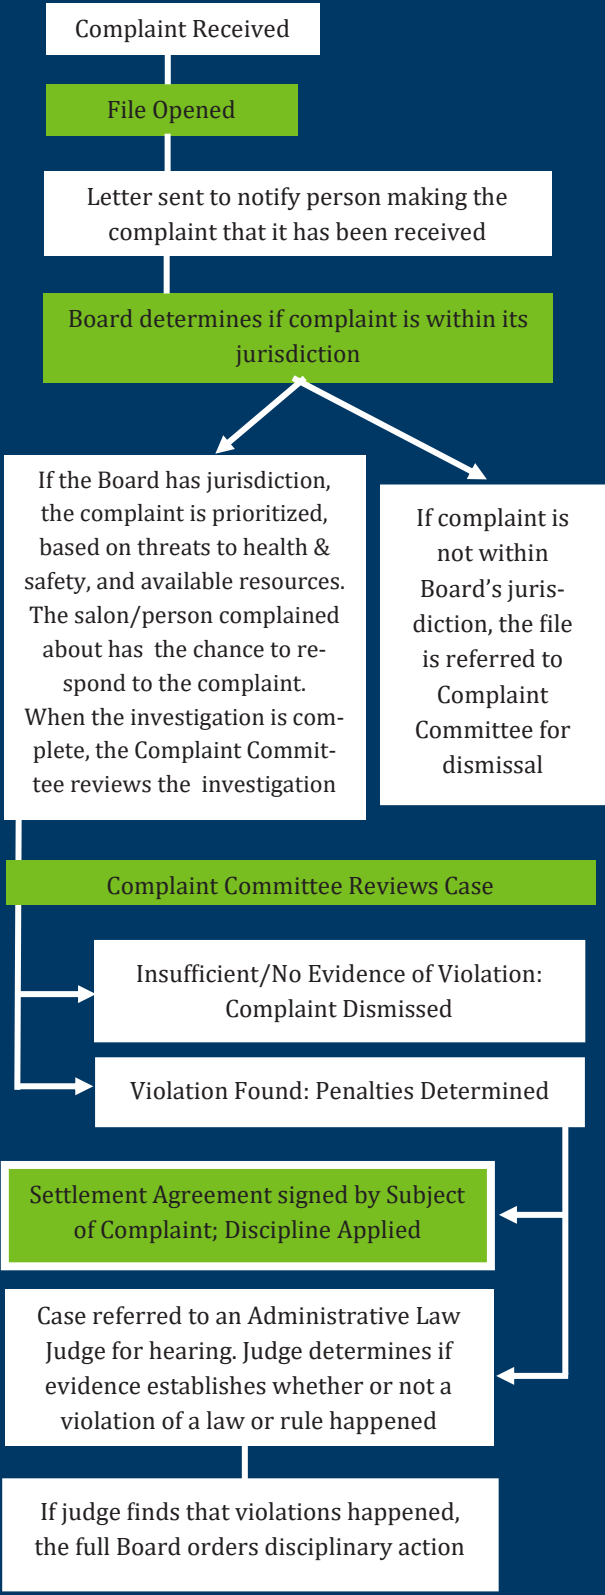 Complaint Received
File Opened
Letter sent to notify person making the
complaint that it has been received
Board determines if complaint is within its
jurisdiction
If the Board has jurisdiction,
the complaint is prioritized,
based on threats to health &
safety, and available resources.
The salon/person complained
about has the chance to re-
spond to the complaint.
When the investigation is com-
plete, the Complaint Commit-
tee reviews the investigation
If complaint is
not within
Board’s juris-
diction, the file
is referred to
Complaint
Committee for
dismissal
Complaint Committee Reviews Case
Insufficient/No Evidence of Violation:
Complaint Dismissed
Violation Found: Penalties Determined
Settlement Agreement signed by Subject
of Complaint; Discipline Applied
Case referred to an Administrative Law
Judge for hearing. Judge determines if
evidence establishes whether or not a
violation of a law or rule happened
If judge finds that violations happened,
the full Board orders disciplinary action